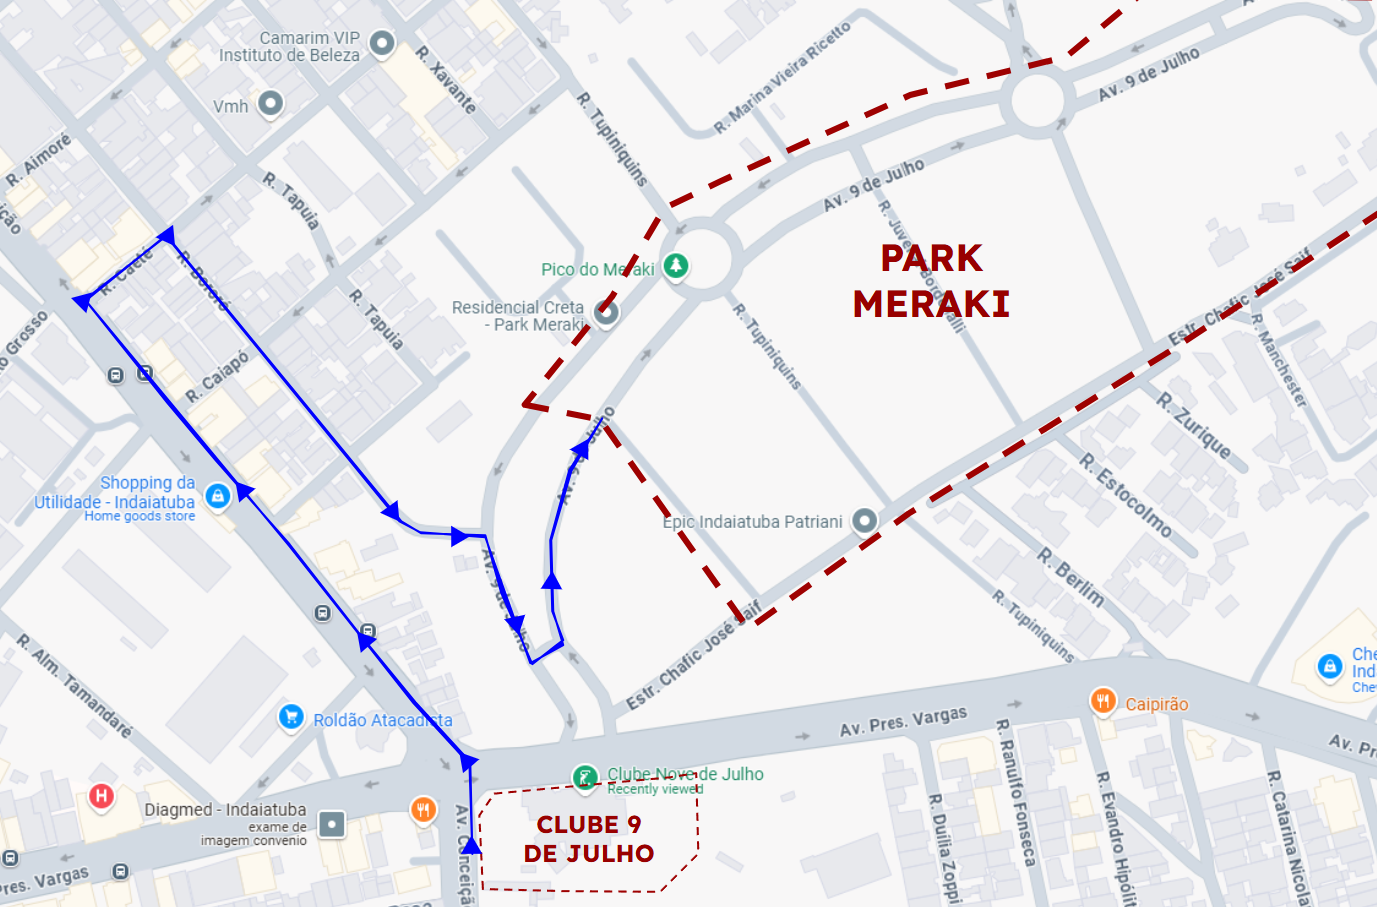 Camarim VIP
Instituto de Beleza
R. Xavante
Vmh
R. Marina Vieira Ricetto
Av. 9 de Julho
R. Tupiniquins
R. Aimoré
R. Tapuia
Av. 9 de Julho
R. Caeté
R. Bororó
Pico do Meraki
PARK
MERAKI
Residencial Creta
- Park Meraki
R. Tapuia
R. Tupiniquins
Estr. Chafic José Saif
R. Manchester
R. Caiapó
R. Zurique
Av. 9 de Julho
R. Estocolmo
Shopping da
Utilidade - Indaiatuba
Home goods store
Epic Indaiatuba Patriani
Av. 9 de Julho
R. Berlim
R. Tupiniquins
Estr. Chafic José Saif
R. Alm. Tamandaré
Roldão Atacadista
Caipirão
Av. Pres. Vargas
R. Ranulfo Fonseca
Clube Nove de Julho
Recently viewed
H
Diagmed - Indaiatuba
exame de
imagem convenio
CLUBE 9
DE JULHO
Av. Conceição
R. Duília Zoppi
R. Evandro Hipólit
R. Catarina Nicola
Pres. Vargas